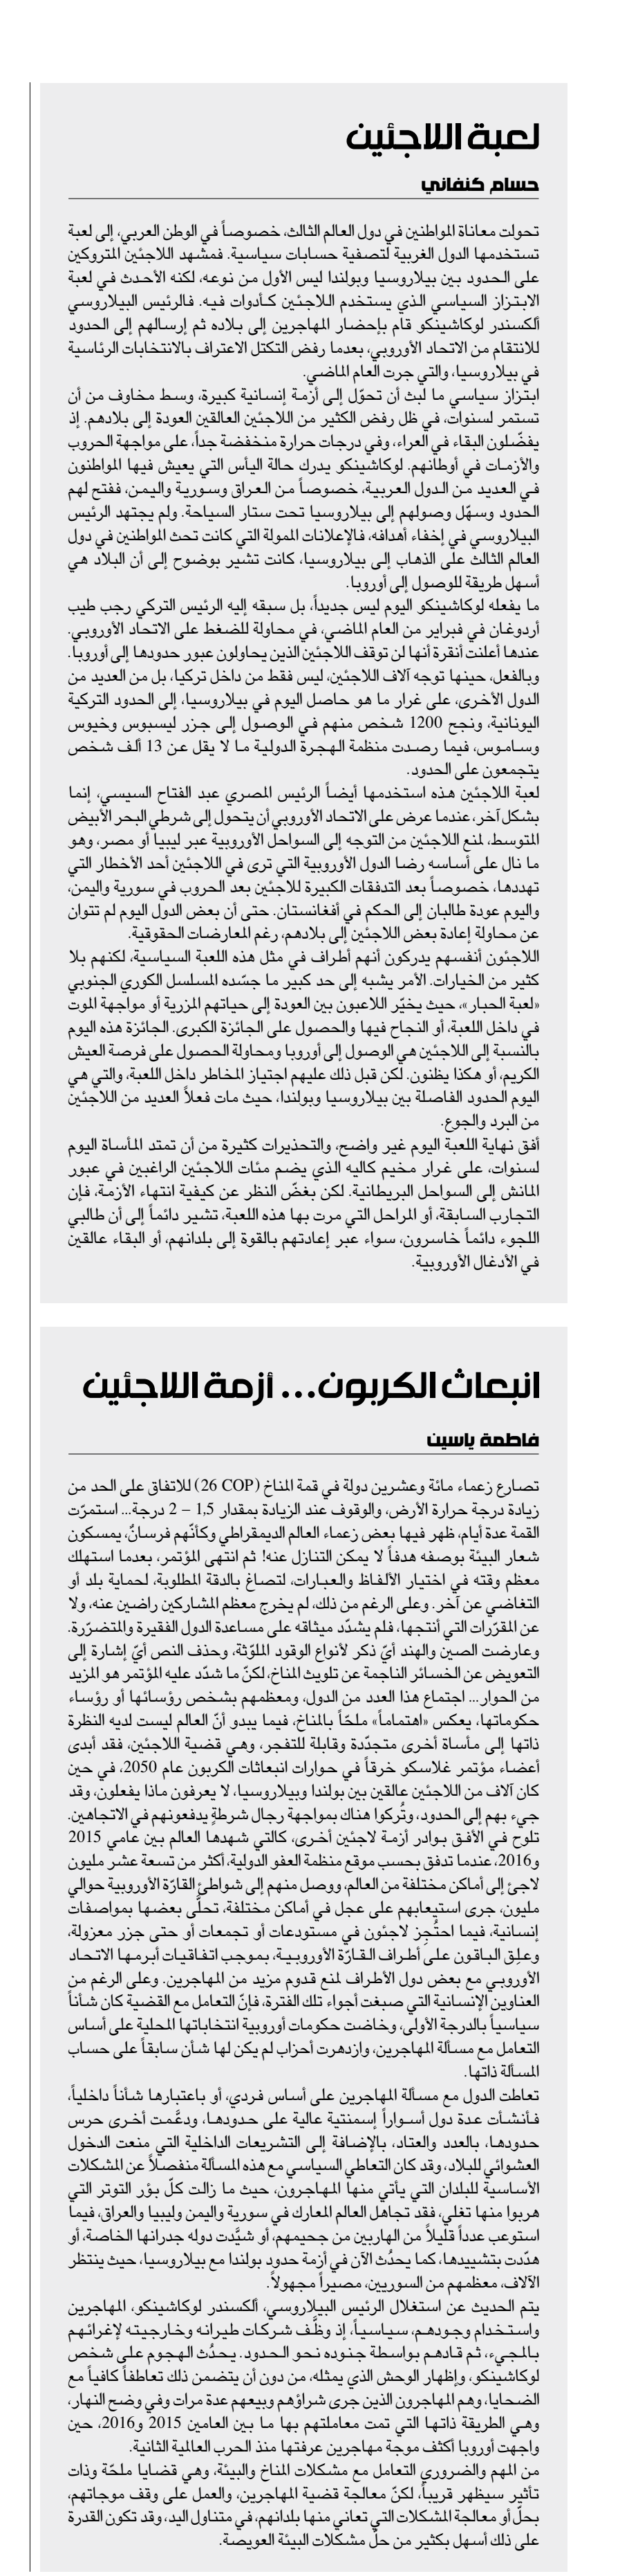 لعبة اللاجئين
حسام كنفاني
تحولت معاناة المواطنين في دول العالم الثالث، خصوصاً في الوطن العربي، إلى لعبة
تستخدمها الدول الغربية لتصفية حسابات سياسية. فمشهد اللاجئين المتروكين
على الحدود بين بيلاروسيا وبولندا ليس الأول من نوعه، لكنه الأحدث في لعبة
الابتزاز السياسي الذي يستخدم اللاجئين كأدوات فيه. فالرئيس البيلاروسي
ألكسندر لوكاشينكو قام بإحضار المهاجرين إلى بلاده ثم إرسالهم إلى الحدود
للانتقام من الاتحاد الأوروبي، بعدما رفض التكتل الاعتراف بالانتخابات الرئاسية
في بيلاروسيا، والتي جرت العام الماضي.
ابتزاز سياسي ما لبث أن تحوّل إلى أزمة إنسانية كبيرة، وسط مخاوف من أن
تستمر لسنوات، في ظل رفض الكثير من اللاجئين العالقين العودة إلى بلادهم. إذ
يفضّلون البقاء في العراء، وفي درجات حرارة منخفضة جداً، على مواجهة الحروب
والأزمات في أوطانهم. لوكاشينكو يدرك حالة اليأس التي يعيش فيها المواطنون
في العديد من الدول العربية، خصوصاً من العراق وسورية واليمن، ففتح لهم
الحدود وسهّل وصولهم إلى بيلاروسيا تحت ستار السياحة. ولم يجتهد الرئيس
البيلاروسي في إخفاء أهدافه، فالإعلانات الممولة التي كانت تحث المواطنين في دول
العالم الثالث على الذهاب إلى بيلاروسيا، كانت تشير بوضوح إلى أن البلاد هي
أسهل طريقة للوصول إلى أوروبا.
ما يفعله لوكاشينكو اليوم ليس جديداً، بل سبقه إليه الرئيس التركي رجب طيب
أردوغان في فبراير من العام الماضي، في محاولة للضغط على الاتحاد الأوروبي.
عندها أعلنت أنقرة أنها لن توقف اللاجئين الذين يحاولون عبور حدودها إلى أوروبا.
وبالفعل، حينها توجه آلاف اللاجئين، ليس فقط من داخل تركيا، بل من العديد من
الدول الأخرى، على غرار ما هو حاصل اليوم في بيلاروسيا، إلى الحدود التركية
اليونانية، ونجح 1200 شخص منهم في الوصول إلى جزر ليسبوس وخيوس
وساموس، فيما رصدت منظمة الهجرة الدولية ما لا يقل عن 13 ألف شخص
يتجمعون على الحدود.
لعبة اللاجئين هذه استخدمها أيضاً الرئيس المصري عبد الفتاح السيسي، إنما
بشكل آخر، عندما عرض على الاتحاد الأوروبي أن يتحول إلى شرطي البحر الأبيض
المتوسط، لمنع اللاجئين من التوجه إلى السواحل الأوروبية عبر ليبيا أو مصر، وهو
ما نال على أساسه رضا الدول الأوروبية التي ترى في اللاجئين أحد الأخطار التي
تهددها، خصوصاً بعد التدفقات الكبيرة للاجئين بعد الحروب في سورية واليمن،
واليوم عودة طالبان إلى الحكم في أفغانستان. حتى أن بعض الدول اليوم لم تتوان
عن محاولة إعادة بعض اللاجئين إلى بلادهم، رغم المعارضات الحقوقية.
اللاجئون أنفسهم يدركون أنهم أطراف في مثل هذه اللعبة السياسية، لكنهم بلا
كثير من الخيارات. الأمر يشبه إلى حد كبير ما جسّده المسلسل الكوري الجنوبي
«لعبة الحبار»، حيث يخيّر اللاعبون بين العودة إلى حياتهم المزرية أو مواجهة الموت
في داخل اللعبة، أو النجاح فيها والحصول على الجائزة الكبرى. الجائزة هذه اليوم
بالنسبة إلى اللاجئين هي الوصول إلى أوروبا ومحاولة الحصول على فرصة العيش
الكريم، أو هكذا يظنون. لكن قبل ذلك عليهم اجتياز المخاطر داخل اللعبة، والتي هي
اليوم الحدود الفاصلة بين بيلاروسيا وبولندا، حيث مات فعلاً العديد من اللاجئين
من البرد والجوع.
أفق نهاية اللعبة اليوم غير واضح، والتحذيرات كثيرة من أن تمتد المأساة اليوم
لسنوات، على غرار مخيم كاليه الذي يضم مئات اللاجئين الراغبين في عبور
المانش إلى السواحل البريطانية. لكن بغضّ النظر عن كيفية انتهاء الأزمة، فإن
التجارب السابقة، أو المراحل التي مرت بها هذه اللعبة، تشير دائماً إلى أن طالبي
اللجوء دائماً خاسرون، سواء عبر إعادتهم بالقوة إلى بلدانهم، أو البقاء عالقين
في الأدغال الأوروبية.
انبعاث الكربون... أزمة اللاجئين
فاطمة ياسين
تصارع زعماء مائة وعشرين دولة في قمة المناخ (COP 26) للاتفاق على الحد من
زيادة درجة حرارة الأرض، والوقوف عند الزيادة بمقدار 1,5 – 2 درجة... استمرّت
القمة عدة أيام، ظهر فيها بعض زعماء العالم الديمقراطي وكأنّهم فرسانٌ، يمسكون
شعار البيئة بوصفه هدفاً لا يمكن التنازل عنه! ثم انتهى المؤتمر، بعدما استهلك
معظم وقته في اختيار الألفاظ والعبارات، لتصاغ بالدقة المطلوبة، لحماية بلد أو
التغاضي عن آخر. وعلى الرغم من ذلك، لم يخرج معظم المشاركين راضين عنه، ولا
عن المقرّرات التي أنتجها، فلم يشدّد ميثاقه على مساعدة الدول الفقيرة والمتضرّرة.
وعارضت الصين والهند أيّ ذكر لأنواع الوقود الملوّثة، وحذف النص أيّ إشارة إلى
التعويض عن الخسائر الناجمة عن تلويث المناخ، لكنّ ما شدّد عليه المؤتمر هو المزيد
من الحوار... اجتماع هذا العدد من الدول، ومعظمهم بشخص رؤسائها أو رؤساء
حكوماتها، يعكس «اهتماماً» ملحّاً بالمناخ، فيما يبدو أنّ العالم ليست لديه النظرة
ذاتها إلى مأساة أخرى متجدّدة وقابلة للتفجر، وهي قضية اللاجئين، فقد أبدى
أعضاء مؤتمر غلاسكو خرقاً في حوارات انبعاثات الكربون عام 2050، في حين
كان آلاف من اللاجئين عالقين بين بولندا وبيلاروسيا، لا يعرفون ماذا يفعلون، وقد
جيء بهم إلى الحدود، وتُركوا هناك بمواجهة رجال شرطةٍ يدفعونهم في الاتجاهين.
تلوح في الأفق بوادر أزمة لاجئين أخرى، كالتي شهدها العالم بين عامي 2015
و2016، عندما تدفق بحسب موقع منظمة العفو الدولية، أكثر من تسعة عشر مليون
لاجئ إلى أماكن مختلفة من العالم، ووصل منهم إلى شواطئ القارّة الأوروبية حوالي
مليون، جرى استيعابهم على عجل في أماكن مختلفة، تحلَّى بعضها بمواصفات
إنسانية، فيما احتُجِز لاجئون في مستودعات أو تجمعات أو حتى جزر معزولة،
وعلِق الباقون على أطراف القارّة الأوروبية، بموجب اتفاقيات أبرمها الاتحاد
الأوروبي مع بعض دول الأطراف لمنع قدوم مزيد من المهاجرين. وعلى الرغم من
العناوين الإنسانية التي صبغت أجواء تلك الفترة، فإنّ التعامل مع القضية كان شأناً
سياسياً بالدرجة الأولى، وخاضت حكومات أوروبية انتخاباتها المحلية على أساس
التعامل مع مسألة المهاجرين، وازدهرت أحزاب لم يكن لها شأن سابقاً على حساب
المسألة ذاتها.
تعاطت الدول مع مسألة المهاجرين على أساس فردي، أو باعتبارها شأناً داخلياً،
فأنشأت عدة دول أسواراً إسمنتية عالية على حدودها، ودعَّمت أخرى حرس
حدودها، بالعدد والعتاد، بالإضافة إلى التشريعات الداخلية التي منعت الدخول
العشوائي للبلاد، وقد كان التعاطي السياسي مع هذه المسألة منفصلاً عن المشكلات
الأساسية للبلدان التي يأتي منها المهاجرون، حيث ما زالت كلّ بؤر التوتر التي
هربوا منها تغلي، فقد تجاهل العالم المعارك في سورية واليمن وليبيا والعراق، فيما
استوعب عدداً قليلاً من الهاربين من جحيمهم، أو شيَّدت دوله جدرانها الخاصة، أو
هدّدت بتشييدها، كما يحدُث الآن في أزمة حدود بولندا مع بيلاروسيا، حيث ينتظر
الآلاف، معظمهم من السوريين، مصيراً مجهولاً.
يتم الحديث عن استغلال الرئيس البيلاروسي، ألكسندر لوكاشينكو، المهاجرين
واستخدام وجودهم، سياسياً، إذ وظَّف شركات طيرانه وخارجيته لإغرائهم
بالمجيء، ثم قادهم بواسطة جنوده نحو الحدود. يحدُث الهجوم على شخص
لوكاشينكو، وإظهار الوحش الذي يمثله، من دون أن يتضمن ذلك تعاطفاً كافياً مع
الضحايا، وهم المهاجرون الذين جرى شراؤهم وبيعهم عدة مرات وفي وضح النهار،
وهي الطريقة ذاتها التي تمت معاملتهم بها ما بين العامين 2015 و2016، حين
واجهت أوروبا أكثف موجة مهاجرين عرفتها منذ الحرب العالمية الثانية.
من المهم والضروري التعامل مع مشكلات المناخ والبيئة، وهي قضايا ملحّة وذات
تأثير سيظهر قريباً، لكنّ معالجة قضية المهاجرين، والعمل على وقف موجاتهم،
بحلّ أو معالجة المشكلات التي تعاني منها بلدانهم، في متناول اليد، وقد تكون القدرة
على ذلك أسهل بكثير من حلّ مشكلات البيئة العويصة.